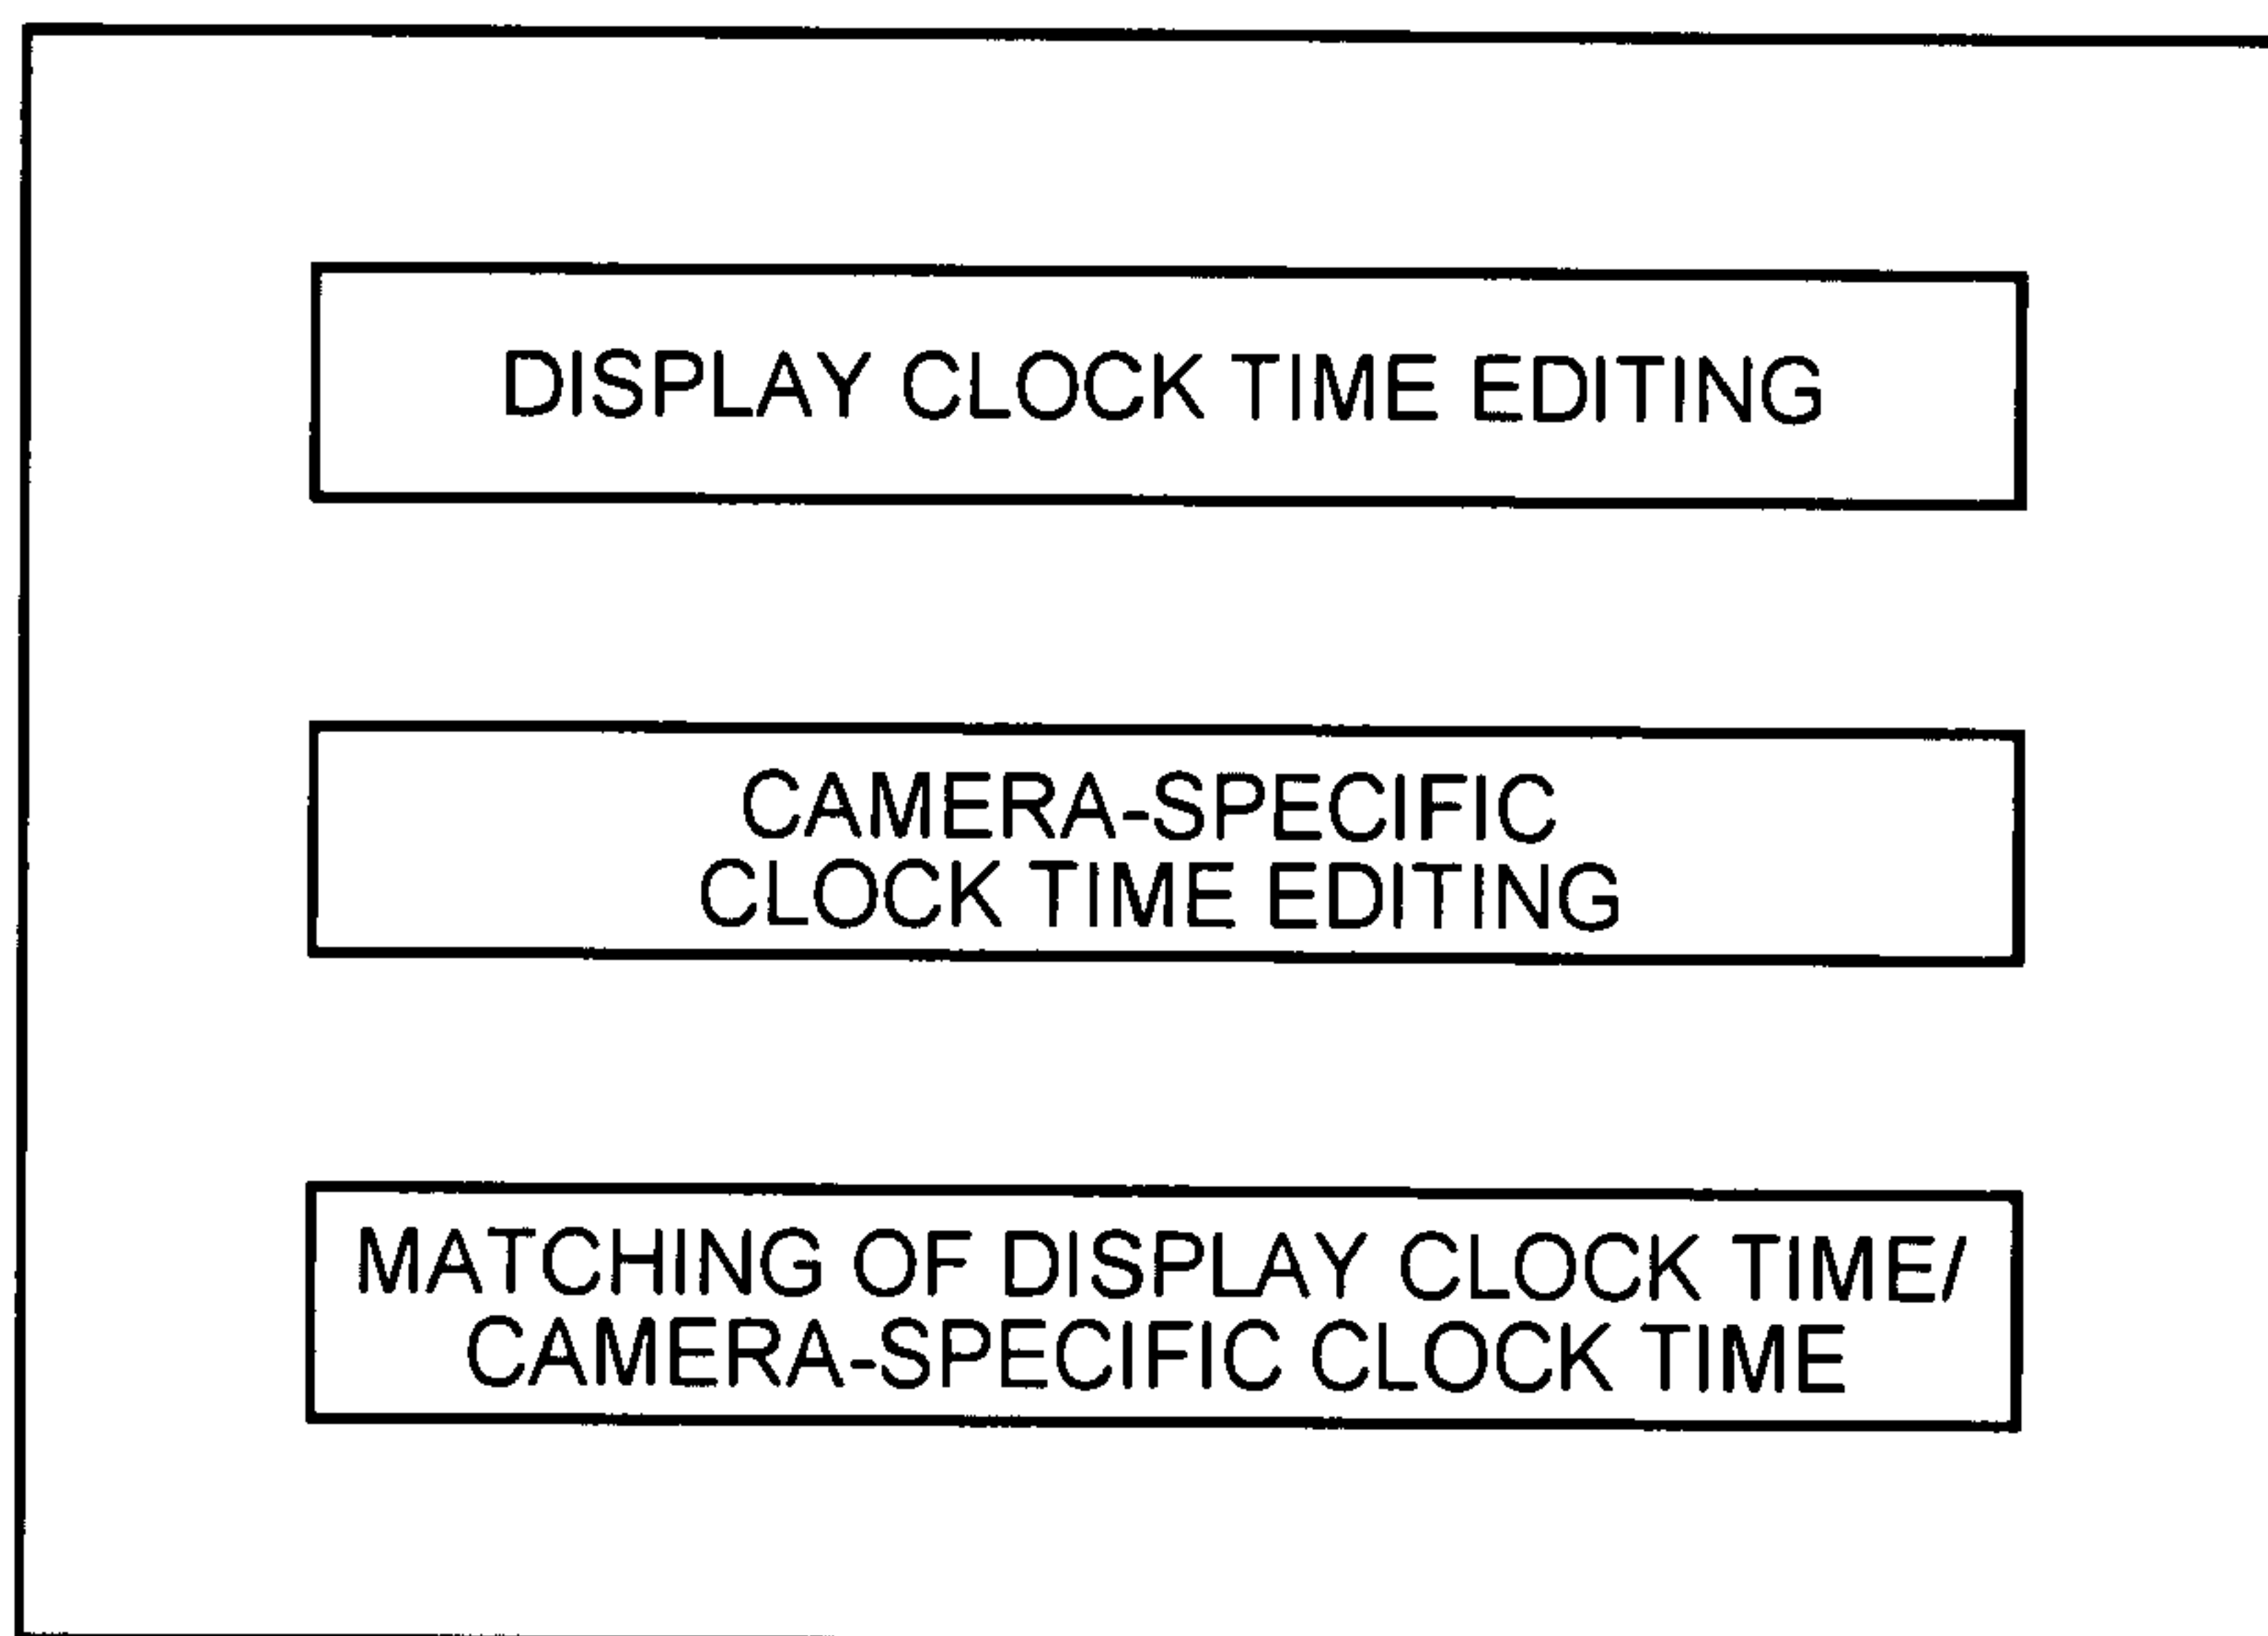 DISPLAY CLOCK TIME EDITING
CAMERA-SPECIFIC
CLOCK TIME EDITING
MATCHING OF DISPLAY CLOCK TIME/
CAMERA-SPECIFIC CLOCK TIME